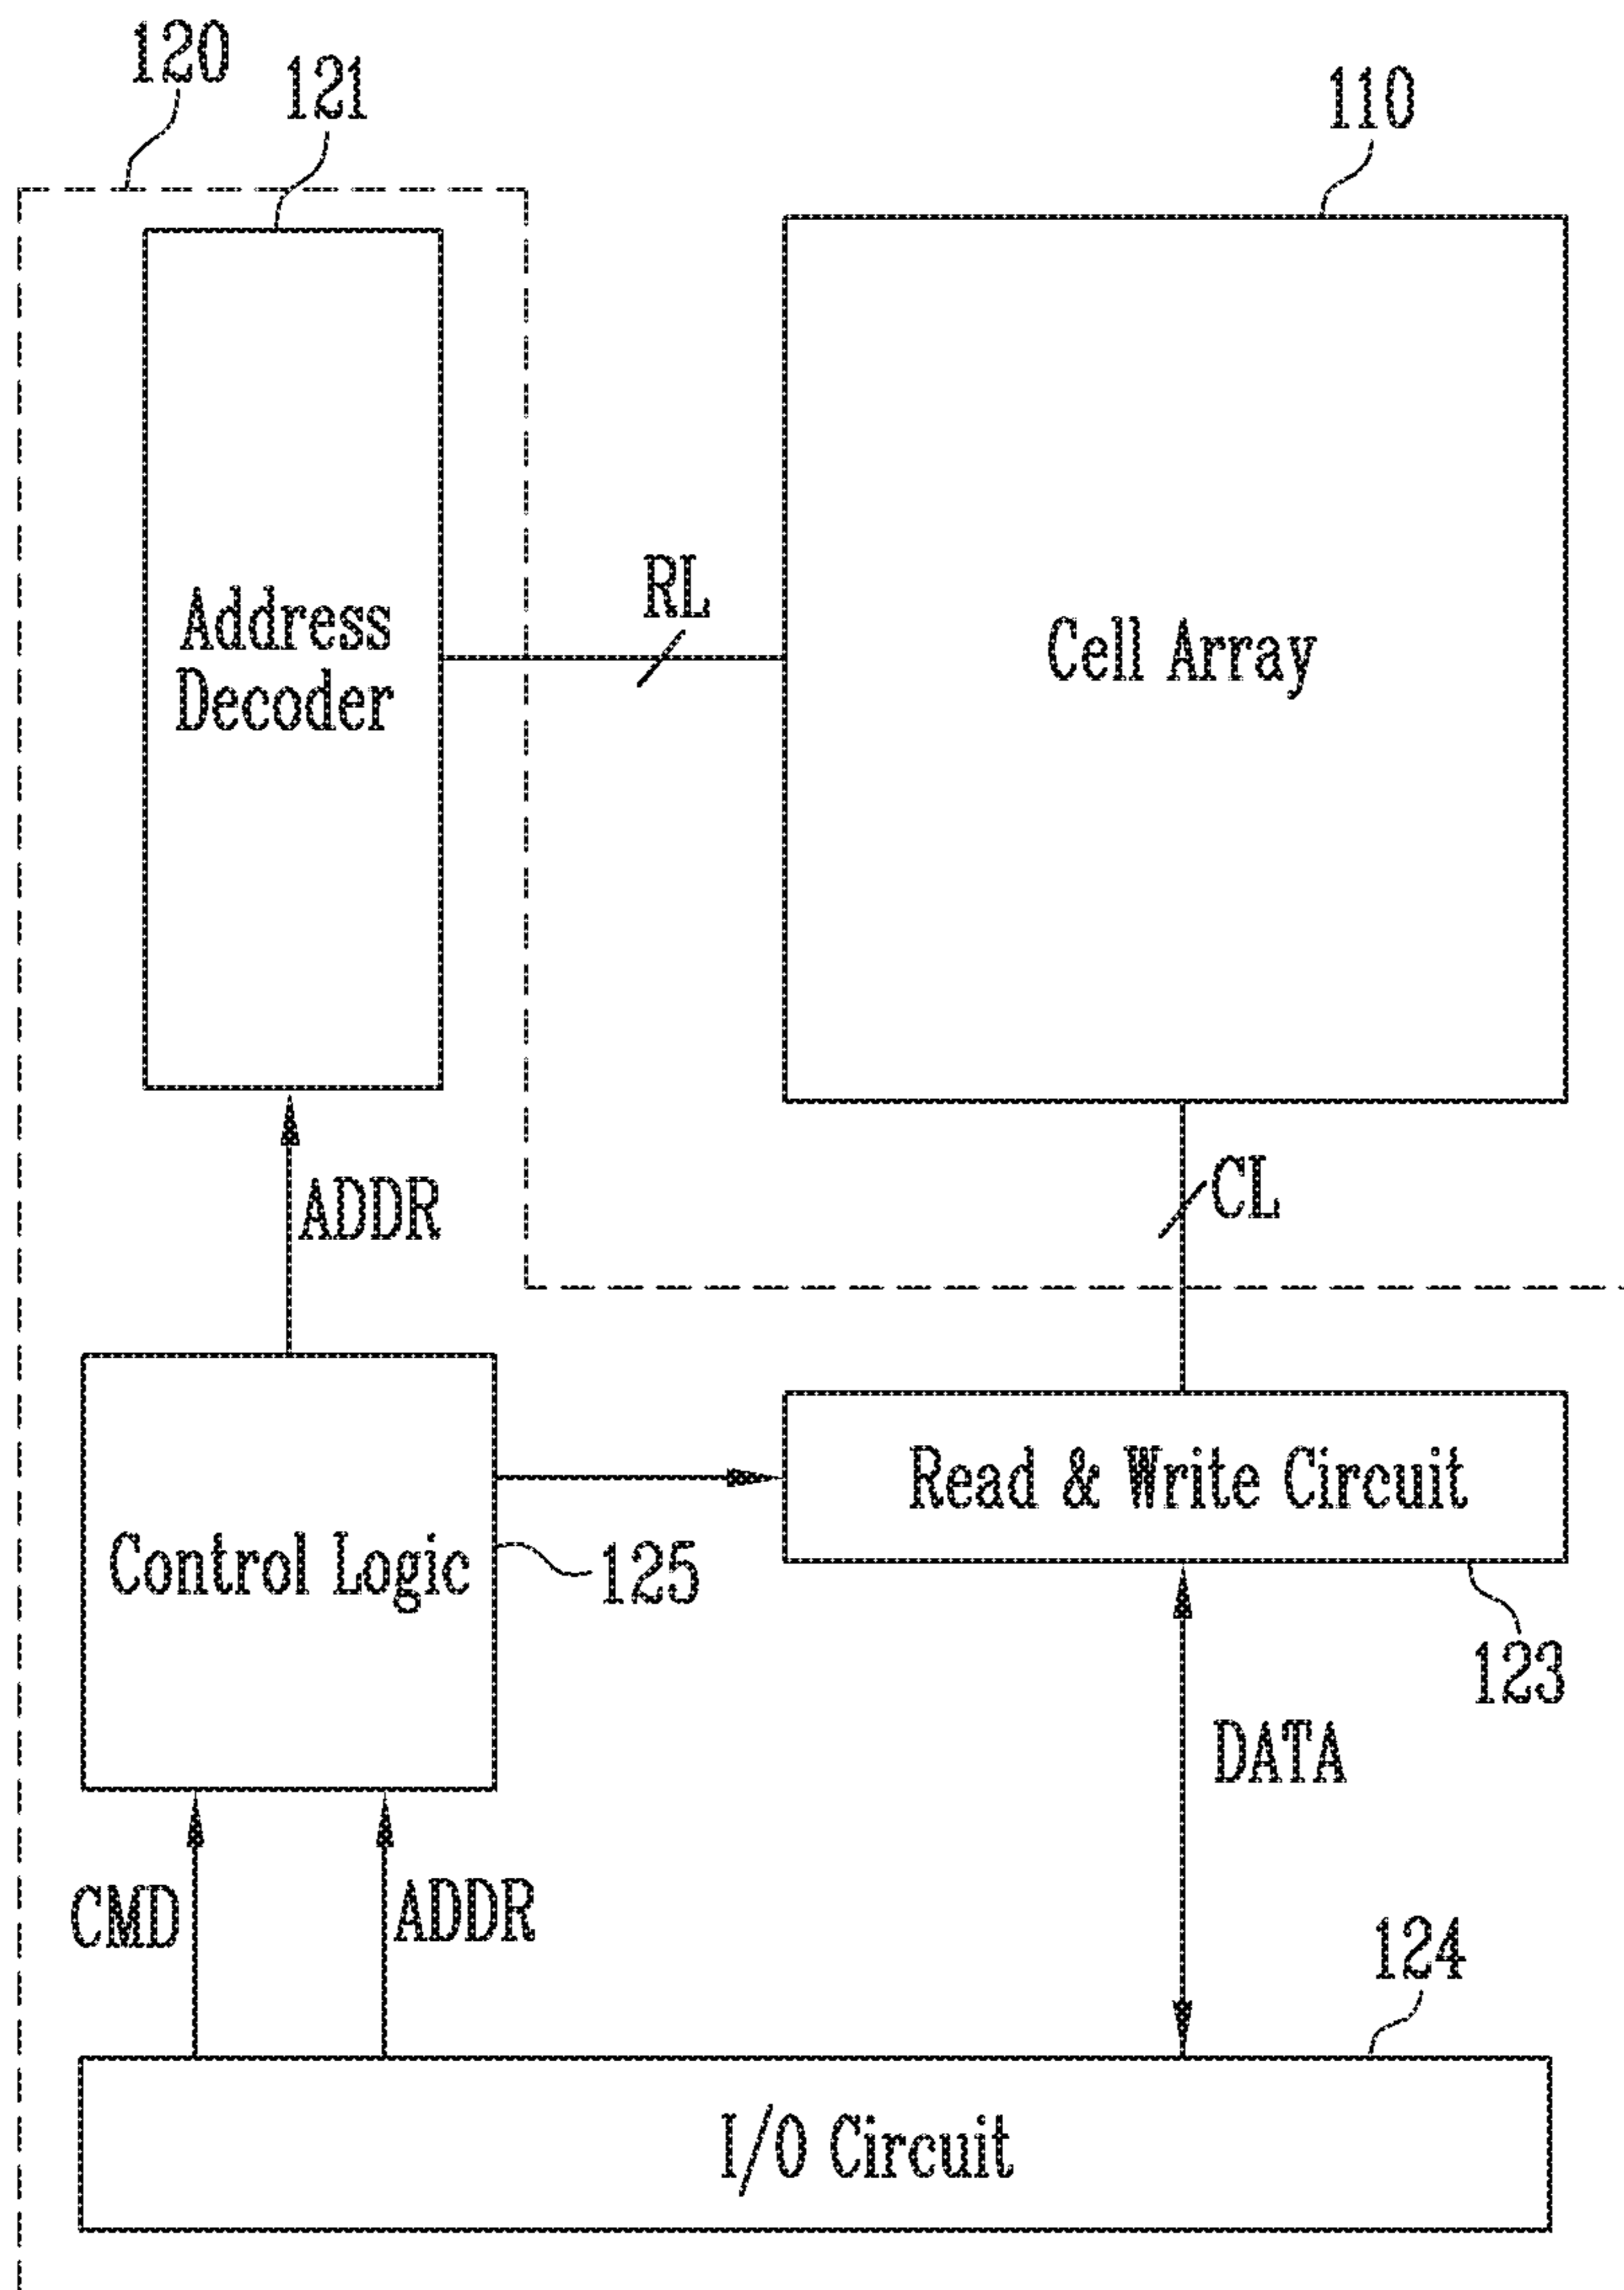 120
121
110
Address
Decoder
RL
Cell Array
ADDR
CL
Control Logic
125
Read & Write Circuit
123
DATA
CMD
ADDR
124
I/O Circuit